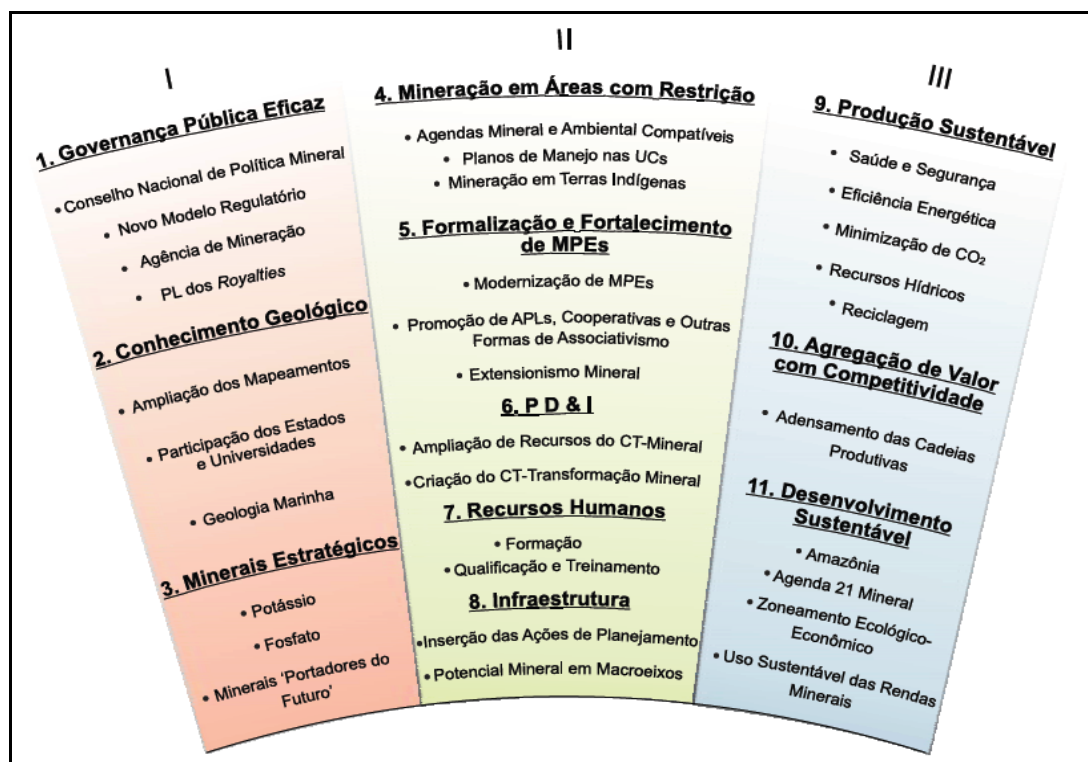 I
1. Governança Pública Eficaz
• Conselho Nacional de Política Mineral
• Novo Modelo Regulatório
• Agência de Mineração
• PL dos Royalties
2. Conhecimento Geológico
• Ampliação dos Mapeamentos
• Participação dos Estados
e Universidades
• Geologia Marinha
3. Minerais Estratégicos
• Potássio
• Fosfato
• Minerais ‘Portadores do
Futuro’
II
4. Mineração em Áreas com Restrição
• Agendas Mineral e Ambiental Compatíveis
• Planos de Manejo nas UCs
• Mineração em Terras Indígenas
5. Formalização e Fortalecimento
de MPEs
• Modernização de MPEs
• Promoção de APLs, Cooperativas e Outras
Formas de Associativismo
• Extensionismo Mineral
6. P D & I
• Ampliação de Recursos do CT-Mineral
• Criação do CT-Transformação Mineral
7. Recursos Humanos
• Formação
• Qualificação e Treinamento
8. Infraestrutura
• Inserção das Ações de Planejamento
• Potencial Mineral em Macroeixos
III
9. Produção Sustentável
• Saúde e Segurança
• Eficiência Energética
• Minimização de CO₂
• Recursos Hídricos
• Reciclagem
10. Agregação de Valor
com Competitividade
• Adensamento das Cadeias
Produtivas
11. Desenvolvimento
Sustentável
• Amazônia
• Agenda 21 Mineral
• Zoneamento Ecológico-
Econômico
• Uso Sustentável das Rendas
Minerais